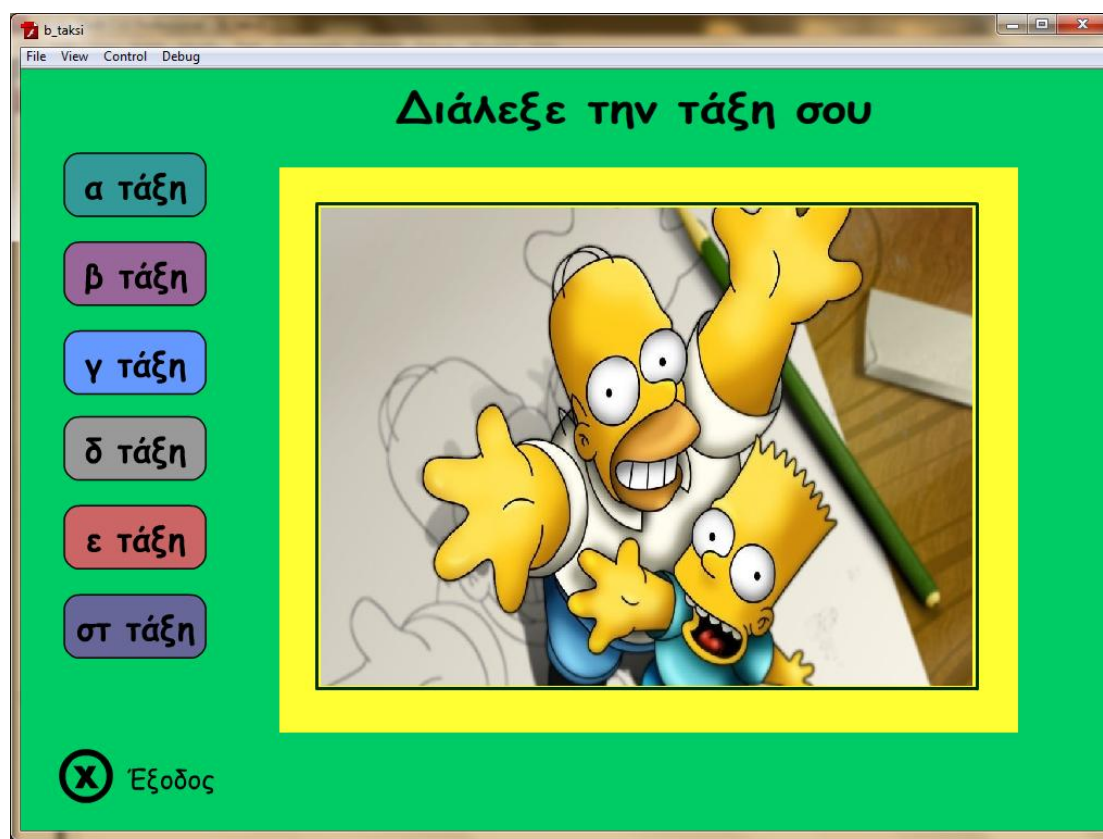 b_taksi
File View Control Debug
Διάλεξε την τάξη σου
α τάξη
β τάξη
γ τάξη
δ τάξη
ε τάξη
στ τάξη
X Έξοδος